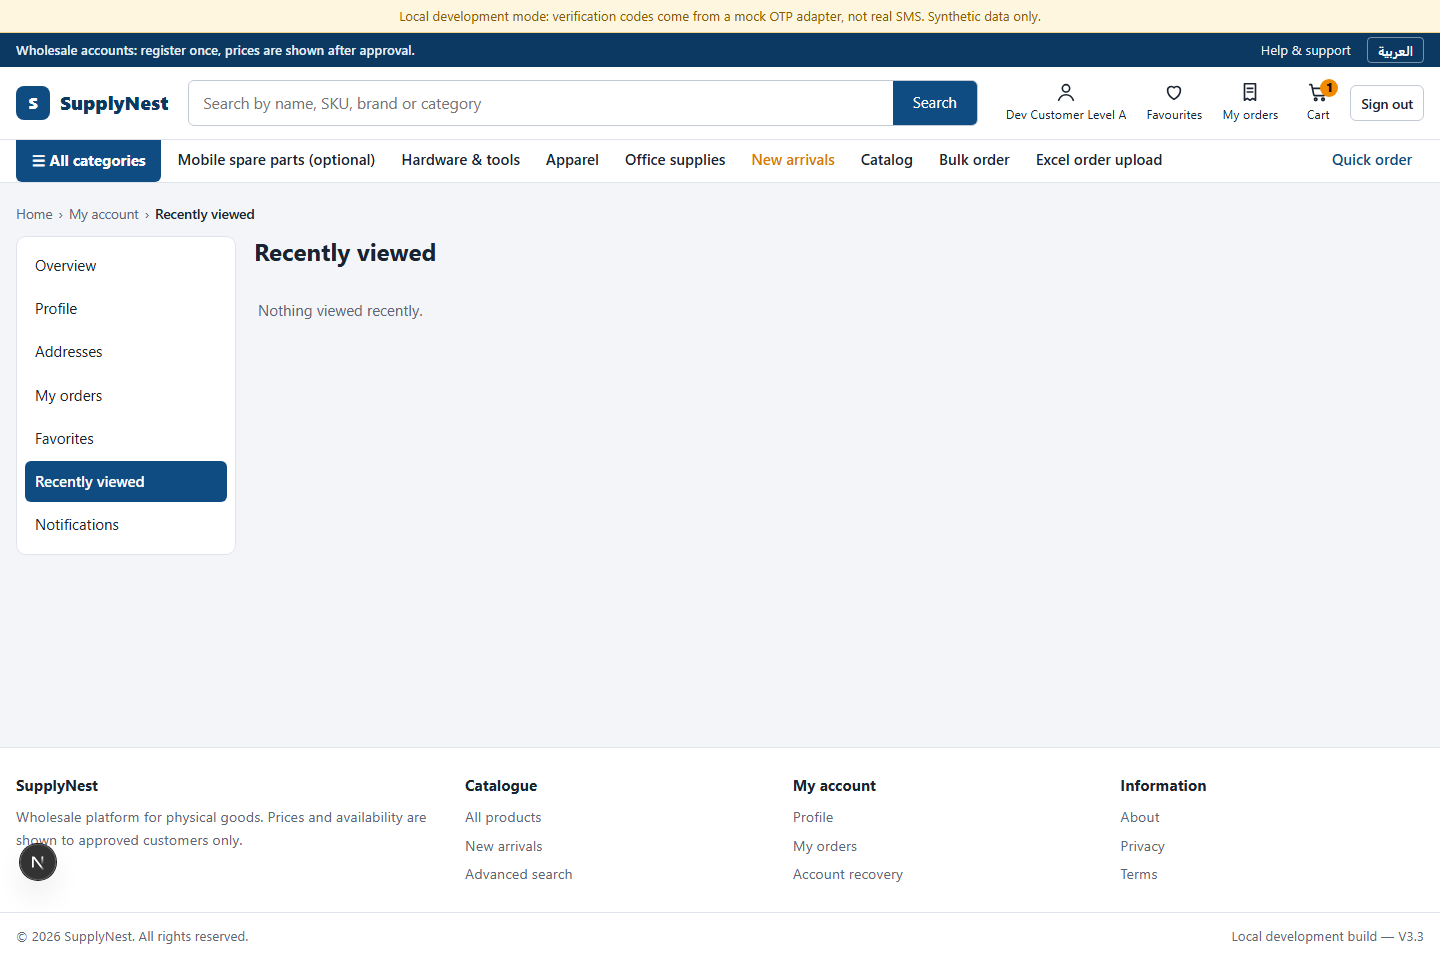 Local development mode: verification codes come from a mock OTP adapter, not real SMS. Synthetic data only.
Wholesale accounts: register once, prices are shown after approval.
Help & support
العربية
S
SupplyNest
Search by name, SKU, brand or category
Search
Dev Customer Level A
Favourites
My orders
1
Cart
Sign out
☰ All categories
Mobile spare parts (optional)
Hardware & tools
Apparel
Office supplies
New arrivals
Catalog
Bulk order
Excel order upload
Quick order
Home › My account › Recently viewed
Overview
Profile
Addresses
My orders
Favorites
Recently viewed
Notifications
Recently viewed
Nothing viewed recently.
SupplyNest
Wholesale platform for physical goods. Prices and availability are
shown to approved customers only.
N
Catalogue
All products
New arrivals
Advanced search
My account
Profile
My orders
Account recovery
Information
About
Privacy
Terms
© 2026 SupplyNest. All rights reserved.
Local development build — V3.3